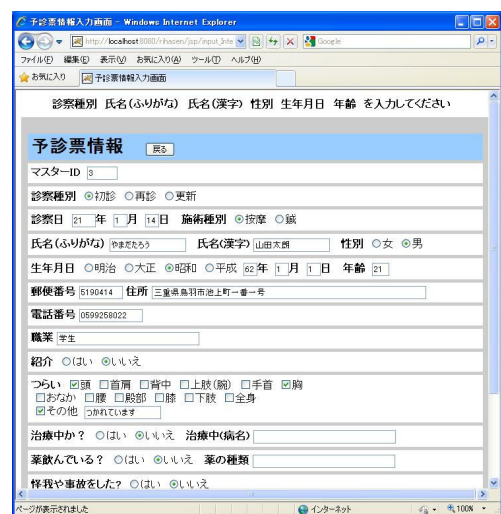 予診票情報入力画面 - Windows Internet Explorer
http://localhost:8080/rihasen/jsp/input_Inte
Google
ファイル(F) 編集(E) 表示(V) お気に入り(A) ツール(T) ヘルプ(H)
お気に入り 予診票情報入力画面
診察種別 氏名(ふりがな) 氏名(漢字) 性別 生年月日 年齢 を入力してください
予診票情報 戻る
マスターID 3
診察種別 初診 再診 更新
診察日 21 年 1 月 14 日 施術種別 按摩 鍼
氏名(ふりがな) やまだたろう 氏名(漢字) 山田太朗 性別 女 男
生年月日 明治 大正 昭和 平成 62 年 1 月 1 日 年齢 21
郵便番号 5190414 住所 三重県鳥羽市池上町一番一号
電話番号 0599258022
職業 学生
紹介 はい いいえ
つらい 頭 首肩 背中 上肢(腕) 手首 胸
おなか 腰 殿部 膝 下肢 全身
その他 つかれています
治療中か? はい いいえ 治療中(病名)
薬飲んでいる? はい いいえ 薬の種類
怪我や事故をした? はい いいえ
ページが表示されました インターネット 100%